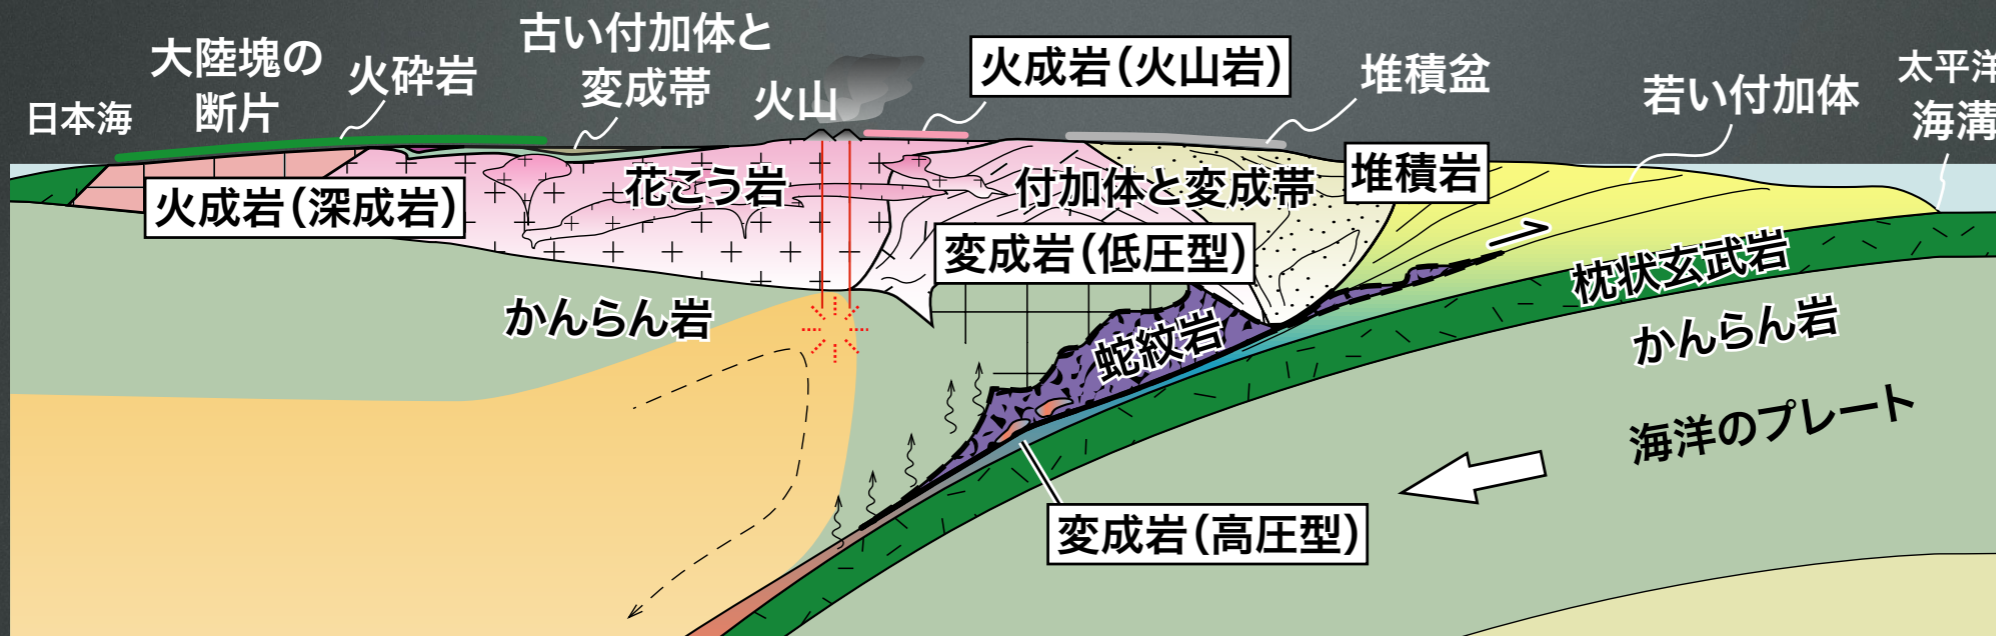 日本海
大陸塊の
断片
火砕岩
古い付加体と
変成帯
火山
火成岩(火山岩)
堆積盆
若い付加体
太平洋
海溝
火成岩(深成岩)
花こう岩
付加体と変成帯
堆積岩
変成岩(低圧型)
かんらん岩
蛇紋岩
枕状玄武岩
かんらん岩
海洋のプレート
変成岩(高圧型)